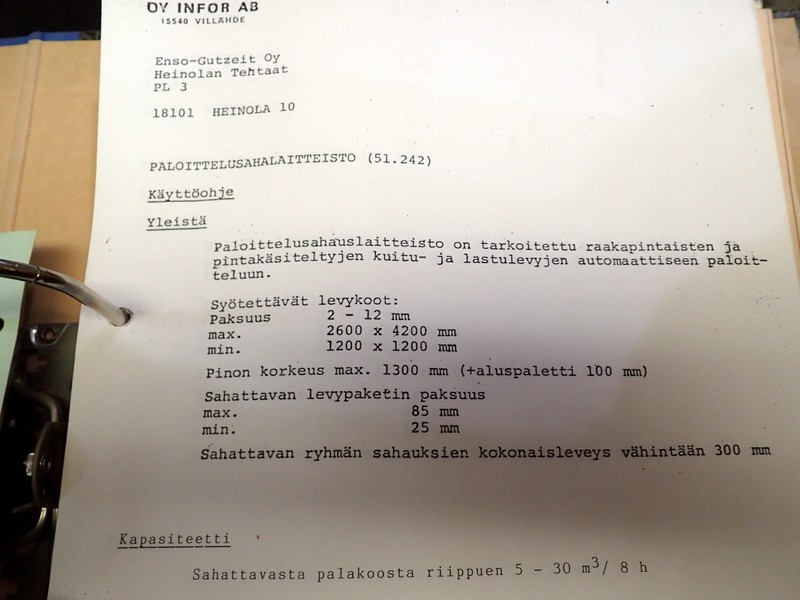 OY INFOR AB
15540 VILLÄHDE
Enso-Gutzeit Oy
Heinolan Tehtaat
PL 3
18101 HEINOLA 10
PALOITTELUSAHALAITTEISTO (51.242)
Käyttöohje
Yleistä
Paloittelusahauslaitteisto on tarkoitettu raakapintaisten ja
pintakäsiteltyjen kuitu- ja lastulevyjen automaattiseen paloit-
teluun.
Syötettävät levykoot:
Paksuus 2 - 12 mm
max. 2600 x 4200 mm
min. 1200 x 1200 mm
Pinon korkeus max. 1300 mm (+aluspaletti 100 mm)
Sahattavan levypaketin paksuus
max. 85 mm
min. 25 mm
Sahattavan ryhmän sahauksien kokonaisleveys vähintään 300 mm
Kapasiteetti
Sahattavasta palakoosta riippuen 5 - 30 m³/ 8 h